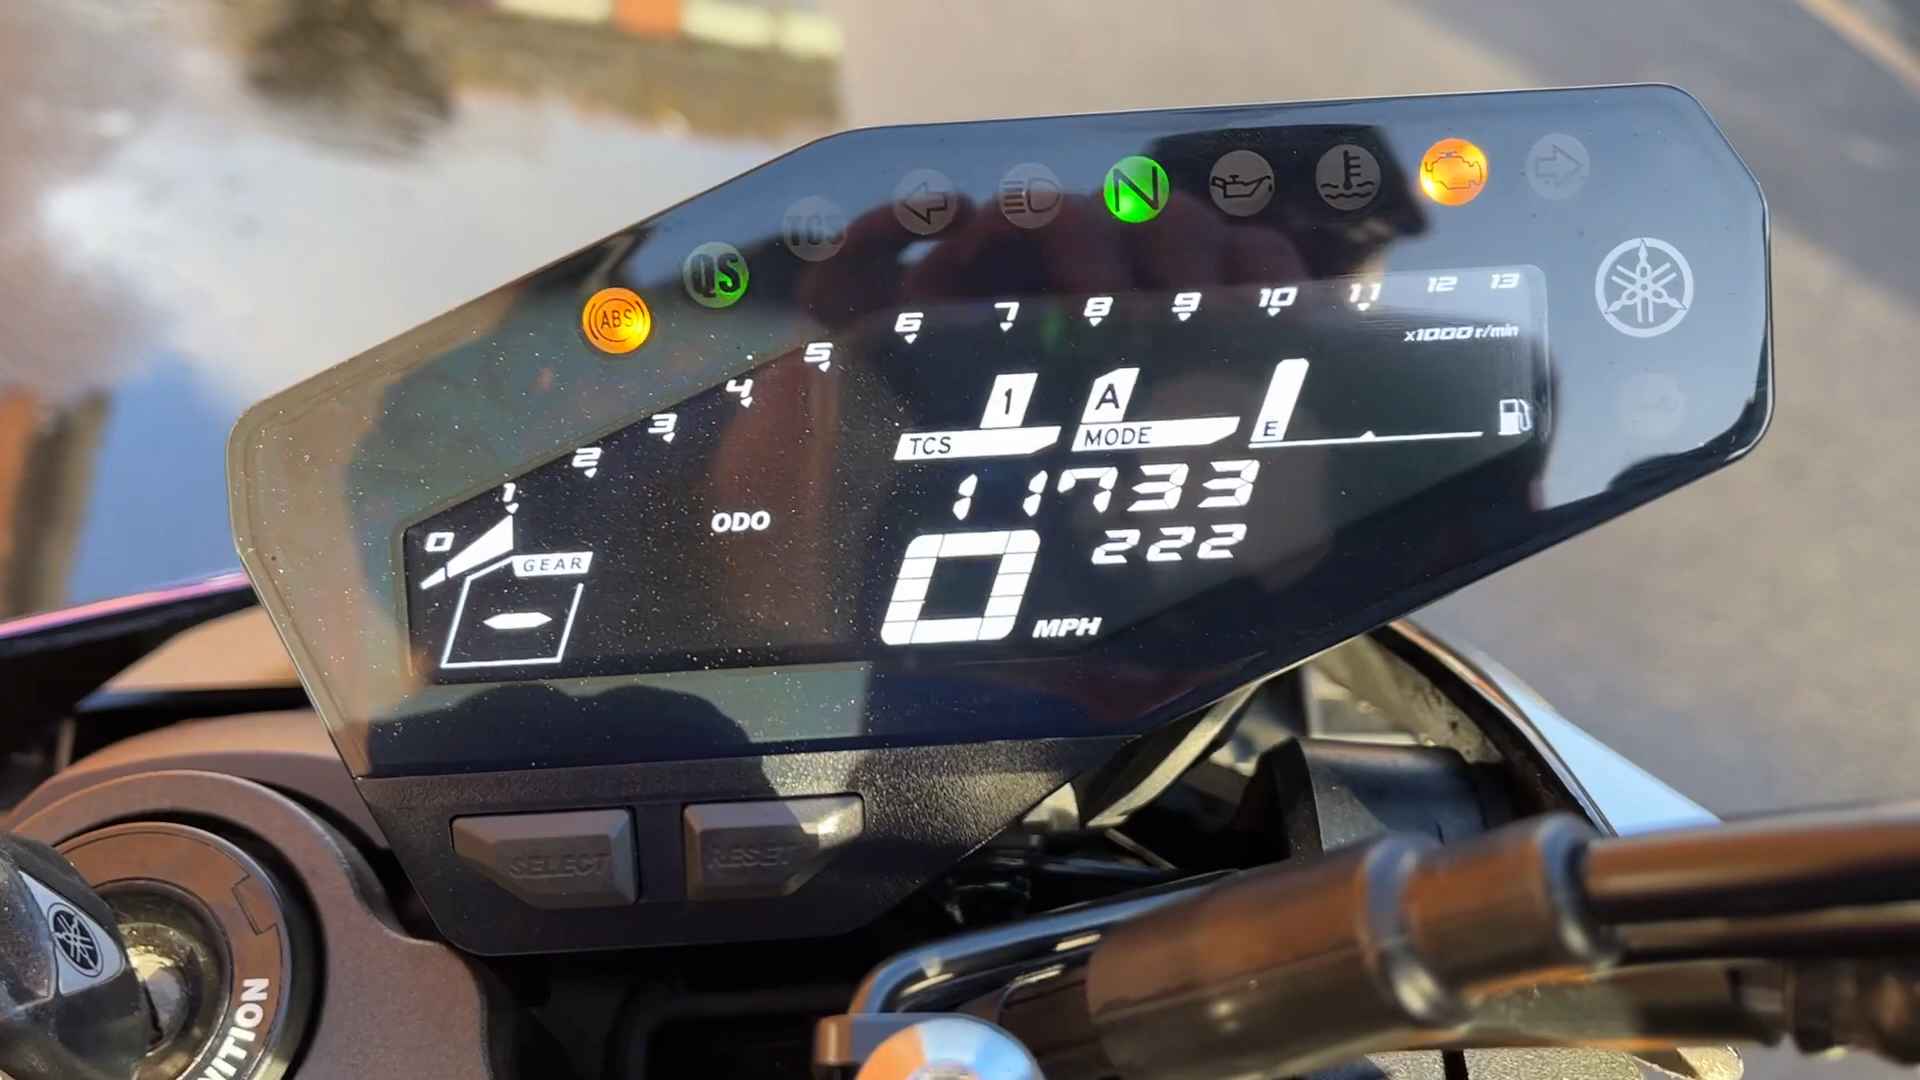 ABS QS TCS N
0 1 2 3 4 5 6 7 8 9 10 11 12 13
x1000 r/min
1 A
TCS MODE E
11733
ODO
222
GEAR
0 MPH
SELECT RESET